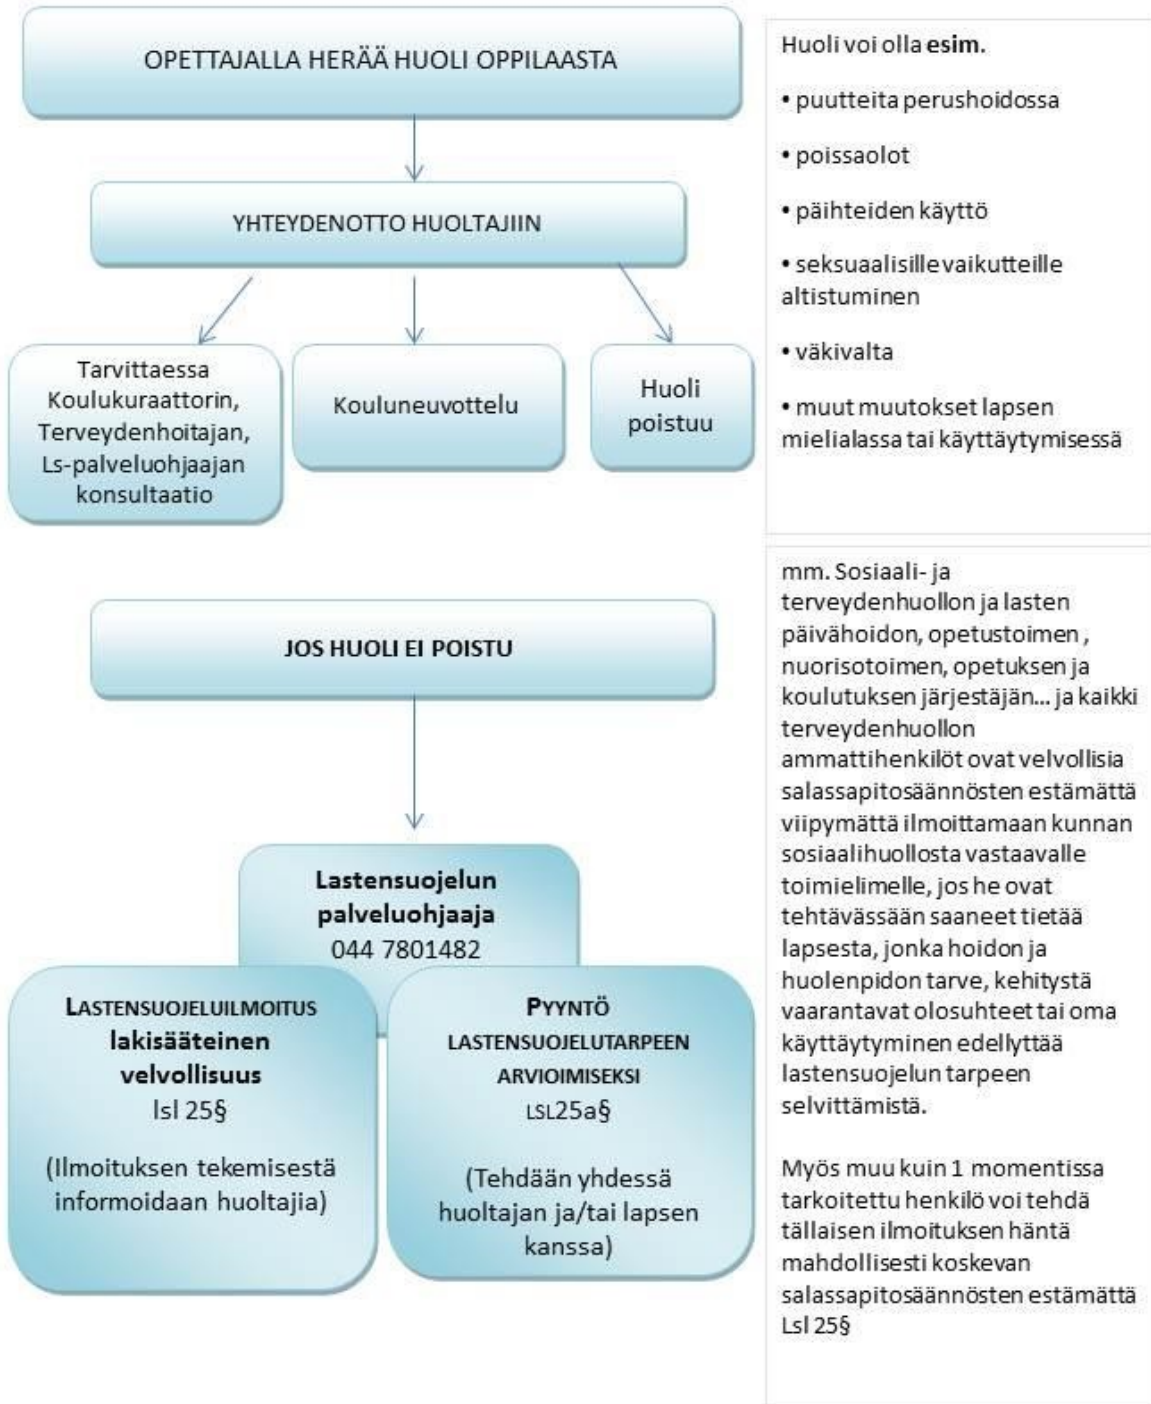 OPETTAJALLA HERÄÄ HUOLI OPPILAASTA
YHTEYDENOTTO HUOLTAJIIN
Tarvittaessa
Koulukuraattorin,
Terveydenhoitajan,
Ls-palveluohjaajan
konsultaatio
Kouluneuvottelu
Huoli
poistuu
Huoli voi olla esim.
• puutteita perushoidossa
• poissaolot
• päihteiden käyttö
• seksuaalisille vaikutteille
altistuminen
• väkivalta
• muut muutokset lapsen
mielialassa tai käyttäytymisessä
JOS HUOLI EI POISTU
Lastensuojelun
palveluohjaaja
044 7801482
LASTENSUOJELUILMOITUS
lakisääteinen
velvollisuus
lsl 25§
(Ilmoituksen tekemisestä
informoidaan huoltajia)
PYYNTÖ
LASTENSUOJELUTARPEEN
ARVIOIMISEKSI
LSL25a§
(Tehdään yhdessä
huoltajan ja/tai lapsen
kanssa)
mm. Sosiaali- ja
terveydenhuollon ja lasten
päivähoidon, opetustoimen ,
nuorisotoimen, opetuksen ja
koulutuksen järjestäjän... ja kaikki
terveydenhuollon
ammattihenkilöt ovat velvollisia
salassapitosäännösten estämättä
viipymättä ilmoittamaan kunnan
sosiaalihuollosta vastaavalle
toimielimelle, jos he ovat
tehtävässään saaneet tietää
lapsesta, jonka hoidon ja
huolenpidon tarve, kehitystä
vaarantavat olosuhteet tai oma
käyttäytyminen edellyttää
lastensuojelun tarpeen
selvittämistä.
Myös muu kuin 1 momentissa
tarkoitettu henkilö voi tehdä
tällaisen ilmoituksen häntä
mahdollisesti koskevan
salassapitosäännösten estämättä
Lsl 25§